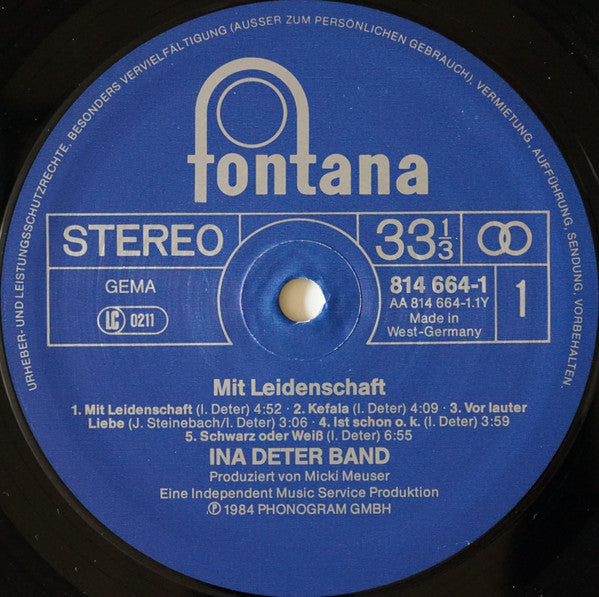 URHEBER- UND LEISTUNGSSCHUTZRECHTE, BESONDERS VERVIELFÄLTIGUNG (AUSSER ZUM PERSÖNLICHEN GEBRAUCH), VERMIETUNG, AUFFÜHRUNG, SENDUNG, VORBEHALTEN.
fontana
STEREO
33 1/3
GEMA
LC 0211
814 664-1
AA 814 664-1.1Y
Made in
West-Germany
1
Mit Leidenschaft
1. Mit Leidenschaft (I. Deter) 4:52 · 2. Kefala (I. Deter) 4:09 · 3. Vor lauter
Liebe (J. Steinebach/I. Deter) 3:06 · 4. Ist schon o. k. (I. Deter) 3:59
5. Schwarz oder Weiß (I. Deter) 6:55
INA DETER BAND
Produziert von Micki Meuser
Eine Independent Music Service Produktion
℗ 1984 PHONOGRAM GMBH